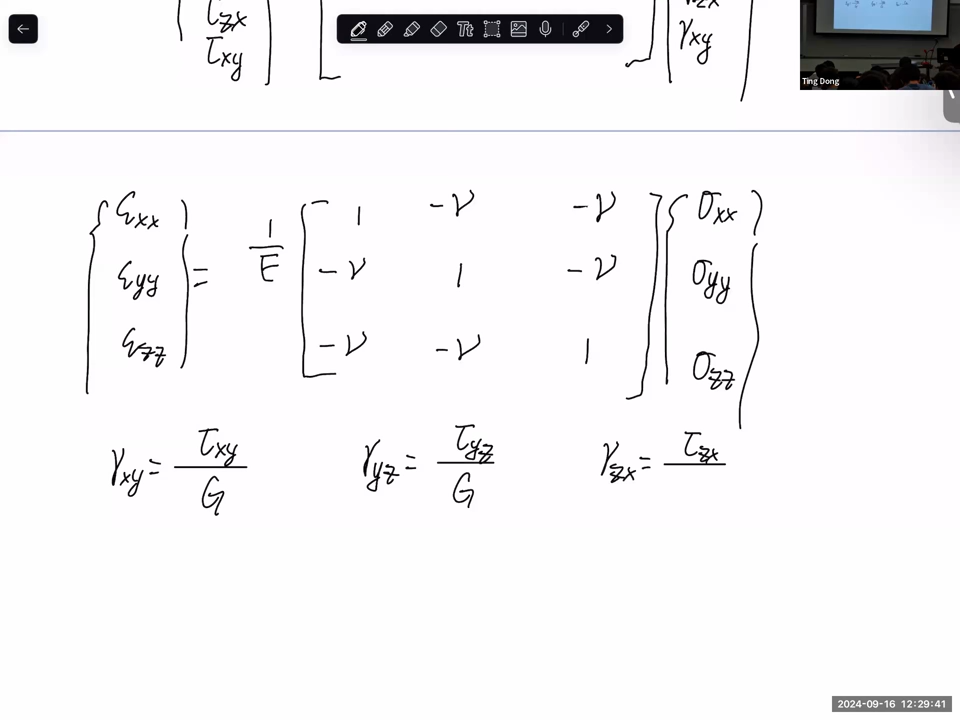 τzx
τxy
γxy
Ting Dong
{εxx εyy εzz} = 1/E [1 -ν -ν
-ν 1 -ν
-ν -ν 1] {σxx σyy σzz}
γxy = τxy/G γyz = τyz/G γzx = τzx/
2024-09-16 12:29:41